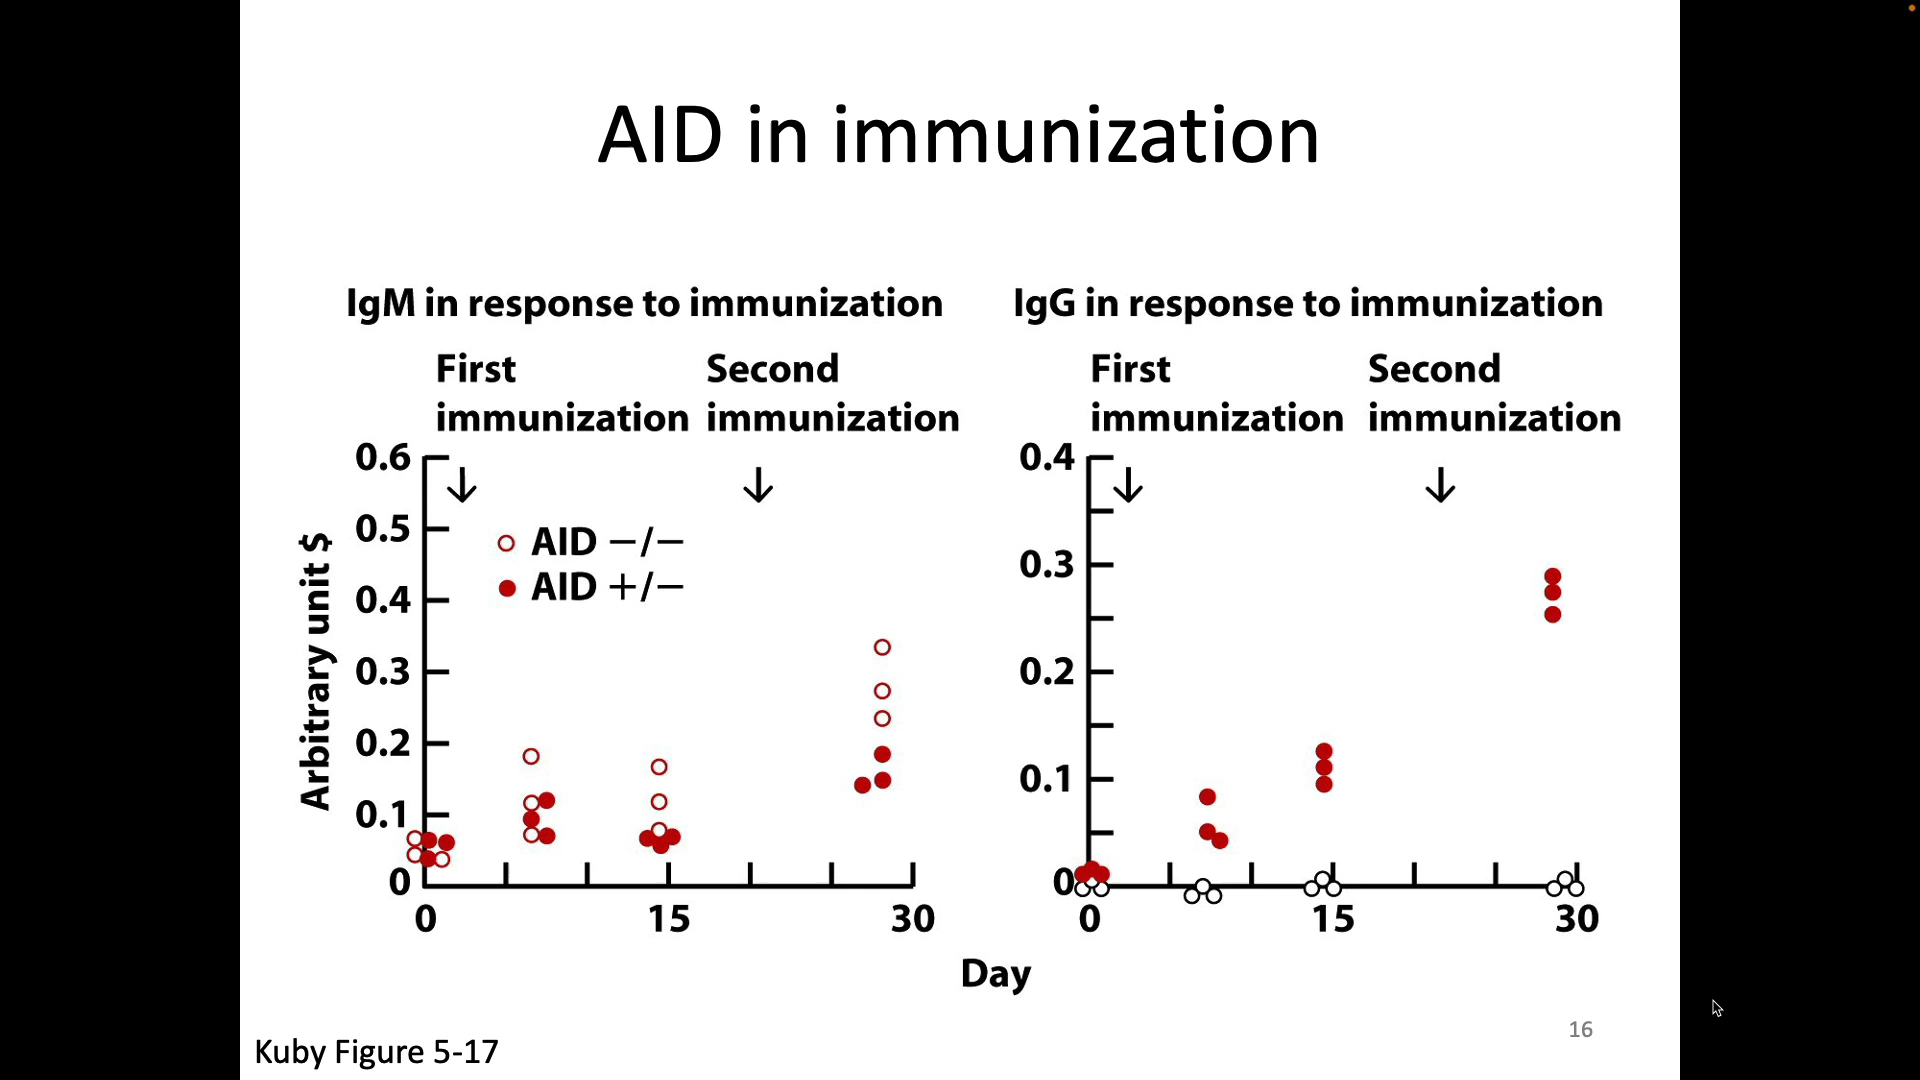 AID in immunization
IgM in response to immunization
First
immunization
Second
immunization
0.6
0.5
0.4
0.3
0.2
0.1
0
Arbitrary unit $
AID −/−
AID +/−
0
15
30
IgG in response to immunization
First
immunization
Second
immunization
0.4
0.3
0.2
0.1
0
0
15
30
Day
Kuby Figure 5-17
16